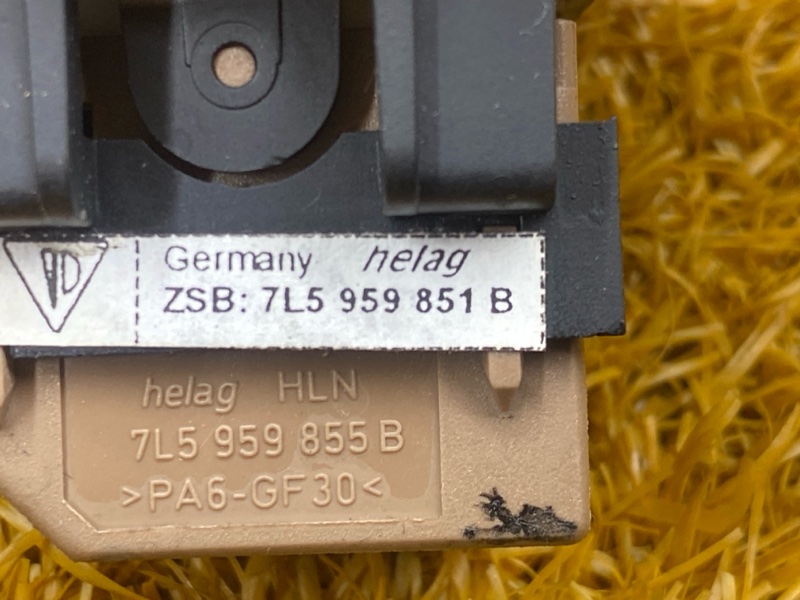 Germany helag
ZSB: 7L5 959 851 B
helag HLN
7L5 959 855 B
>PA6-GF30<